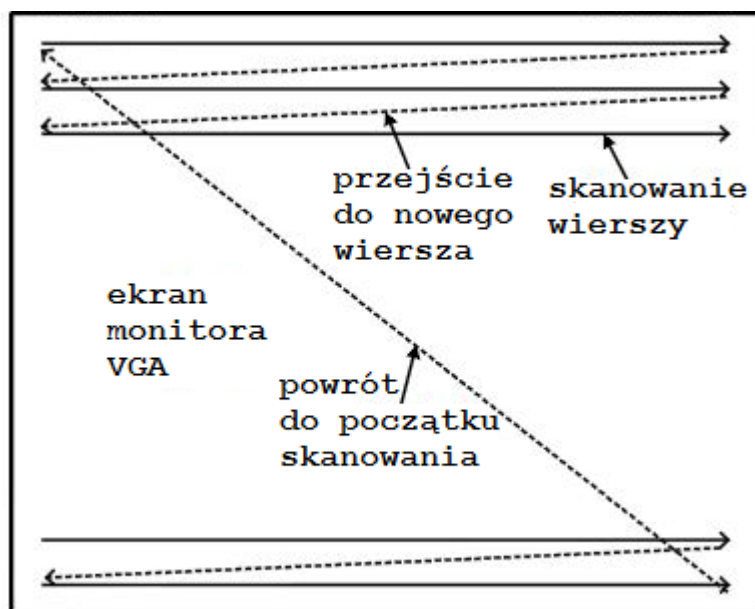 przejście
do nowego
wiersza
skanowanie
wierszy
ekran
monitora
VGA
powrót
do początku
skanowania